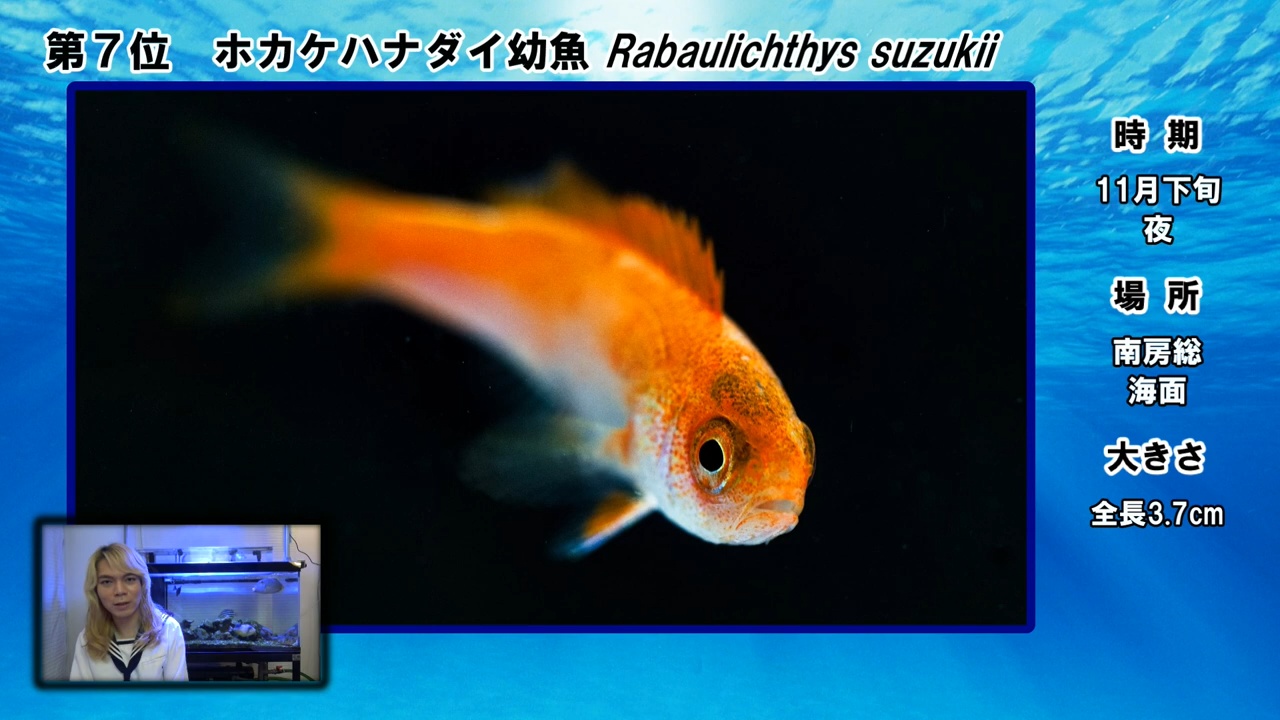 第７位　ホカケハナダイ幼魚 Rabaulichthys suzukii
時 期
11月下旬
夜
場 所
南房総
海面
大きさ
全長3.7cm